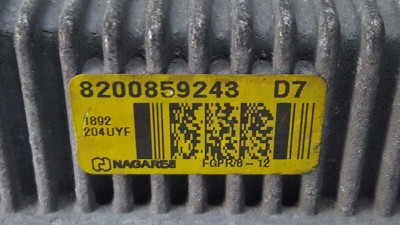 8200859243 D7
1892
204UYF
NAGARES
FGPR/8-12